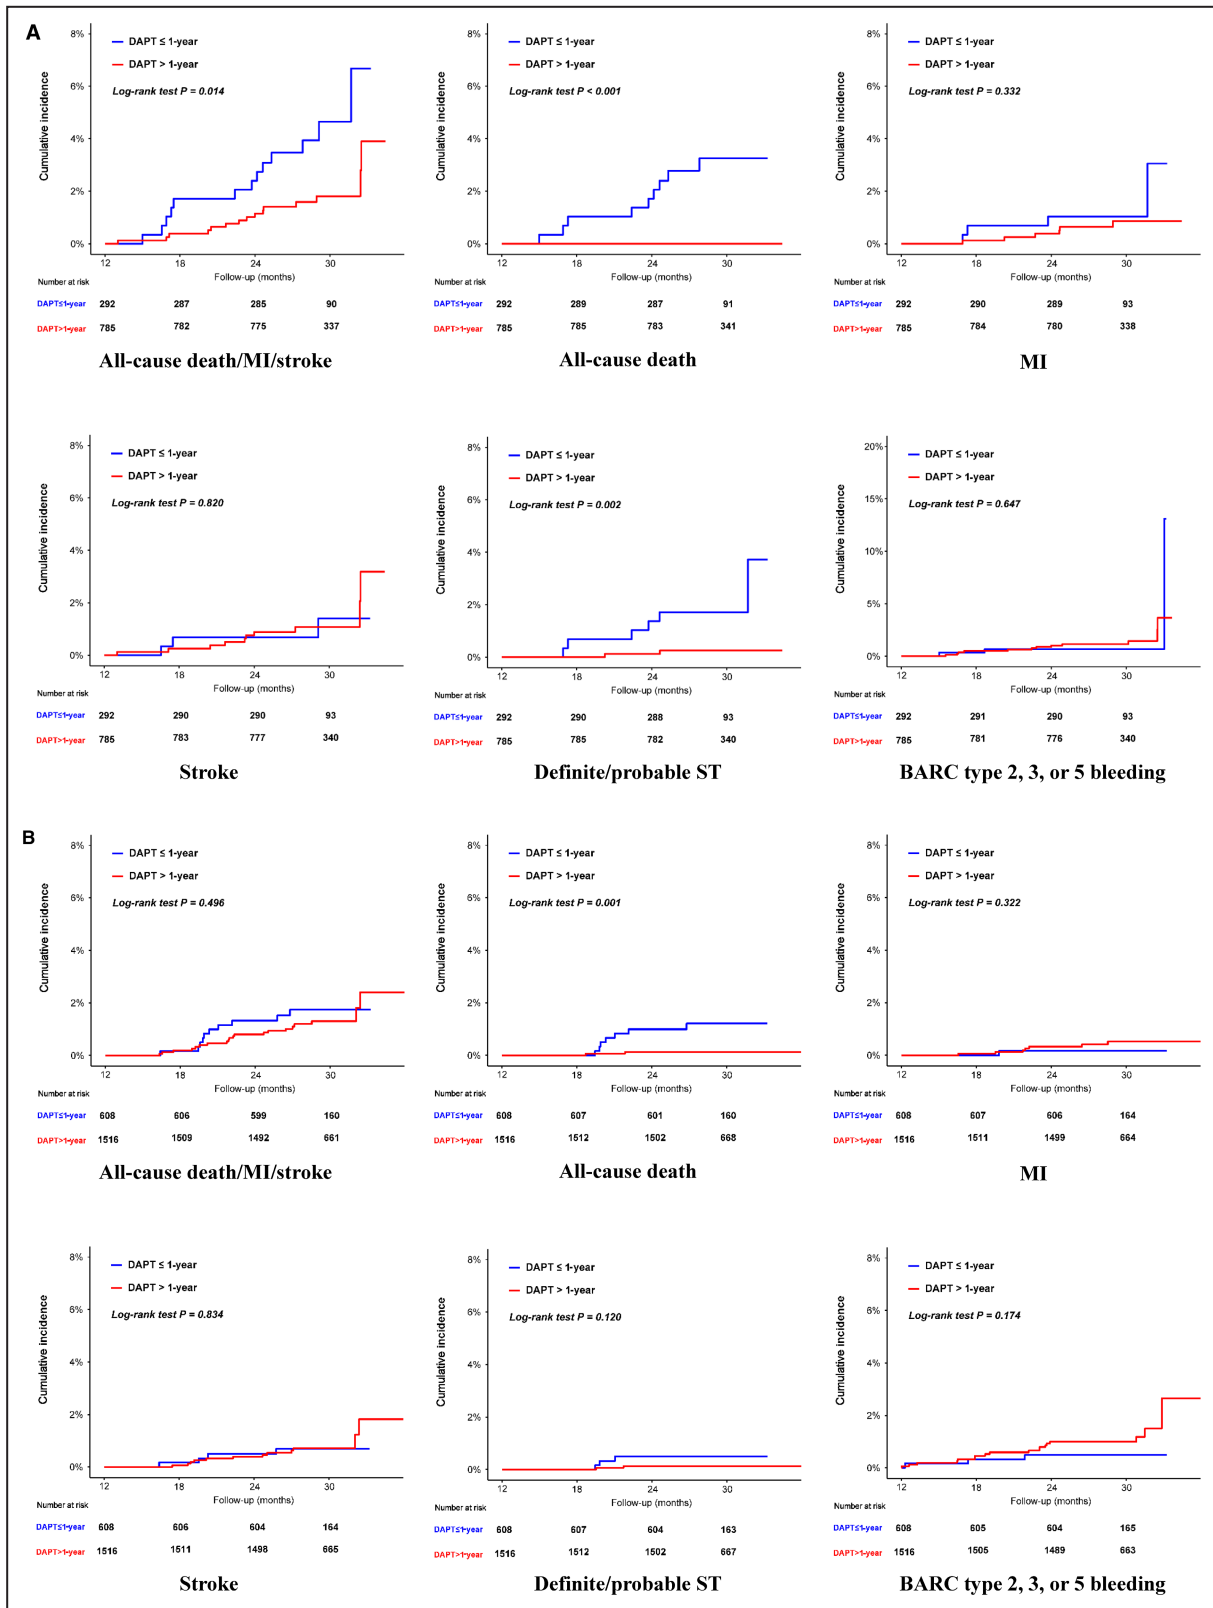 A
8%
6%
4%
2%
0%
Cumulative incidence
DAPT ≤ 1-year
DAPT > 1-year
Log-rank test P = 0.014
12 18 24 30
Follow-up (months)
Number at risk
DAPT≤1-year 292 287 285 90
DAPT>1-year 785 782 775 337
All-cause death/MI/stroke
8%
6%
4%
2%
0%
Cumulative incidence
DAPT ≤ 1-year
DAPT > 1-year
Log-rank test P < 0.001
12 18 24 30
Follow-up (months)
Number at risk
DAPT≤1-year 292 289 287 91
DAPT>1-year 785 785 783 341
All-cause death
8%
6%
4%
2%
0%
Cumulative incidence
DAPT ≤ 1-year
DAPT > 1-year
Log-rank test P = 0.332
12 18 24 30
Follow-up (months)
Number at risk
DAPT≤1-year 292 290 289 93
DAPT>1-year 785 784 780 338
MI
8%
6%
4%
2%
0%
Cumulative incidence
DAPT ≤ 1-year
DAPT > 1-year
Log-rank test P = 0.820
12 18 24 30
Follow-up (months)
Number at risk
DAPT≤1-year 292 290 290 93
DAPT>1-year 785 783 777 340
Stroke
8%
6%
4%
2%
0%
Cumulative incidence
DAPT ≤ 1-year
DAPT > 1-year
Log-rank test P = 0.002
12 18 24 30
Follow-up (months)
Number at risk
DAPT≤1-year 292 290 288 93
DAPT>1-year 785 785 782 340
Definite/probable ST
20%
15%
10%
5%
0%
Cumulative incidence
DAPT ≤ 1-year
DAPT > 1-year
Log-rank test P = 0.647
12 18 24 30
Follow-up (months)
Number at risk
DAPT≤1-year 292 291 290 93
DAPT>1-year 785 781 776 340
BARC type 2, 3, or 5 bleeding
B
8%
6%
4%
2%
0%
Cumulative incidence
DAPT ≤ 1-year
DAPT > 1-year
Log-rank test P = 0.496
12 18 24 30
Follow-up (months)
Number at risk
DAPT≤1-year 608 606 599 160
DAPT>1-year 1516 1509 1492 661
All-cause death/MI/stroke
8%
6%
4%
2%
0%
Cumulative incidence
DAPT ≤ 1-year
DAPT > 1-year
Log-rank test P = 0.001
12 18 24 30
Follow-up (months)
Number at risk
DAPT≤1-year 608 607 601 160
DAPT>1-year 1516 1512 1502 668
All-cause death
8%
6%
4%
2%
0%
Cumulative incidence
DAPT ≤ 1-year
DAPT > 1-year
Log-rank test P = 0.322
12 18 24 30
Follow-up (months)
Number at risk
DAPT≤1-year 608 607 606 164
DAPT>1-year 1516 1511 1499 664
MI
8%
6%
4%
2%
0%
Cumulative incidence
DAPT ≤ 1-year
DAPT > 1-year
Log-rank test P = 0.834
12 18 24 30
Follow-up (months)
Number at risk
DAPT≤1-year 608 606 604 164
DAPT>1-year 1516 1511 1498 665
Stroke
8%
6%
4%
2%
0%
Cumulative incidence
DAPT ≤ 1-year
DAPT > 1-year
Log-rank test P = 0.120
12 18 24 30
Follow-up (months)
Number at risk
DAPT≤1-year 608 607 604 163
DAPT>1-year 1516 1512 1502 667
Definite/probable ST
8%
6%
4%
2%
0%
Cumulative incidence
DAPT ≤ 1-year
DAPT > 1-year
Log-rank test P = 0.174
12 18 24 30
Follow-up (months)
Number at risk
DAPT≤1-year 608 605 604 165
DAPT>1-year 1516 1505 1489 663
BARC type 2, 3, or 5 bleeding